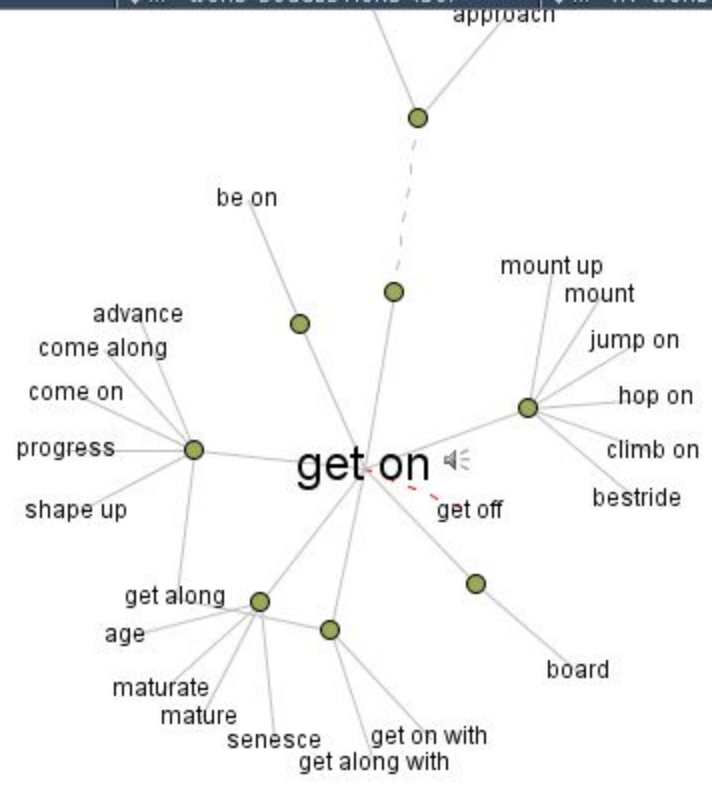 approach
be on
mount up
mount
advance
jump on
come along
come on
hop on
progress
get on
climb on
bestride
shape up
get off
get along
age
board
maturate
mature
senesce
get on with
get along with